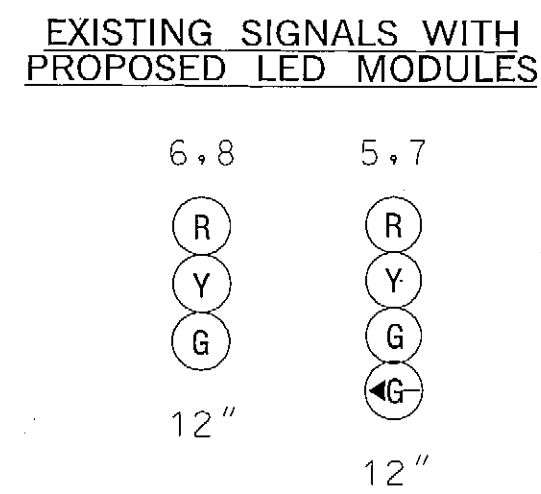 EXISTING SIGNALS WITH
PROPOSED LED MODULES
6,8
R
Y
G
12"
5,7
R
Y
G
G
12"